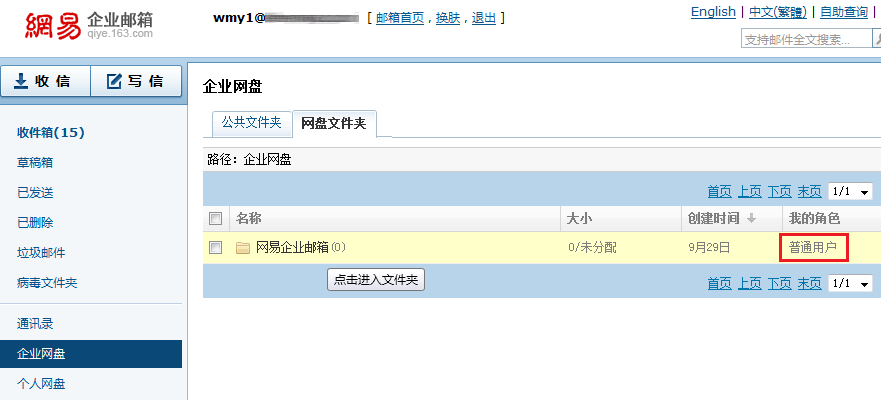 網易 企业邮箱
qiye.163.com
wmy1@ [ 邮箱首页 , 换肤 , 退出 ]
English | 中文(繁體) | 自助查询 |
支持邮件全文搜索...
收 信 写 信
收件箱(15)
草稿箱
已发送
已删除
垃圾邮件
病毒文件夹
通讯录
企业网盘
个人网盘
企业网盘
公共文件夹 网盘文件夹
路径：企业网盘
首页 上页 下页 末页 1/1
名称 大小 创建时间 我的角色
网易企业邮箱(0) 0/未分配 9月29日 普通用户
点击进入文件夹
首页 上页 下页 末页 1/1